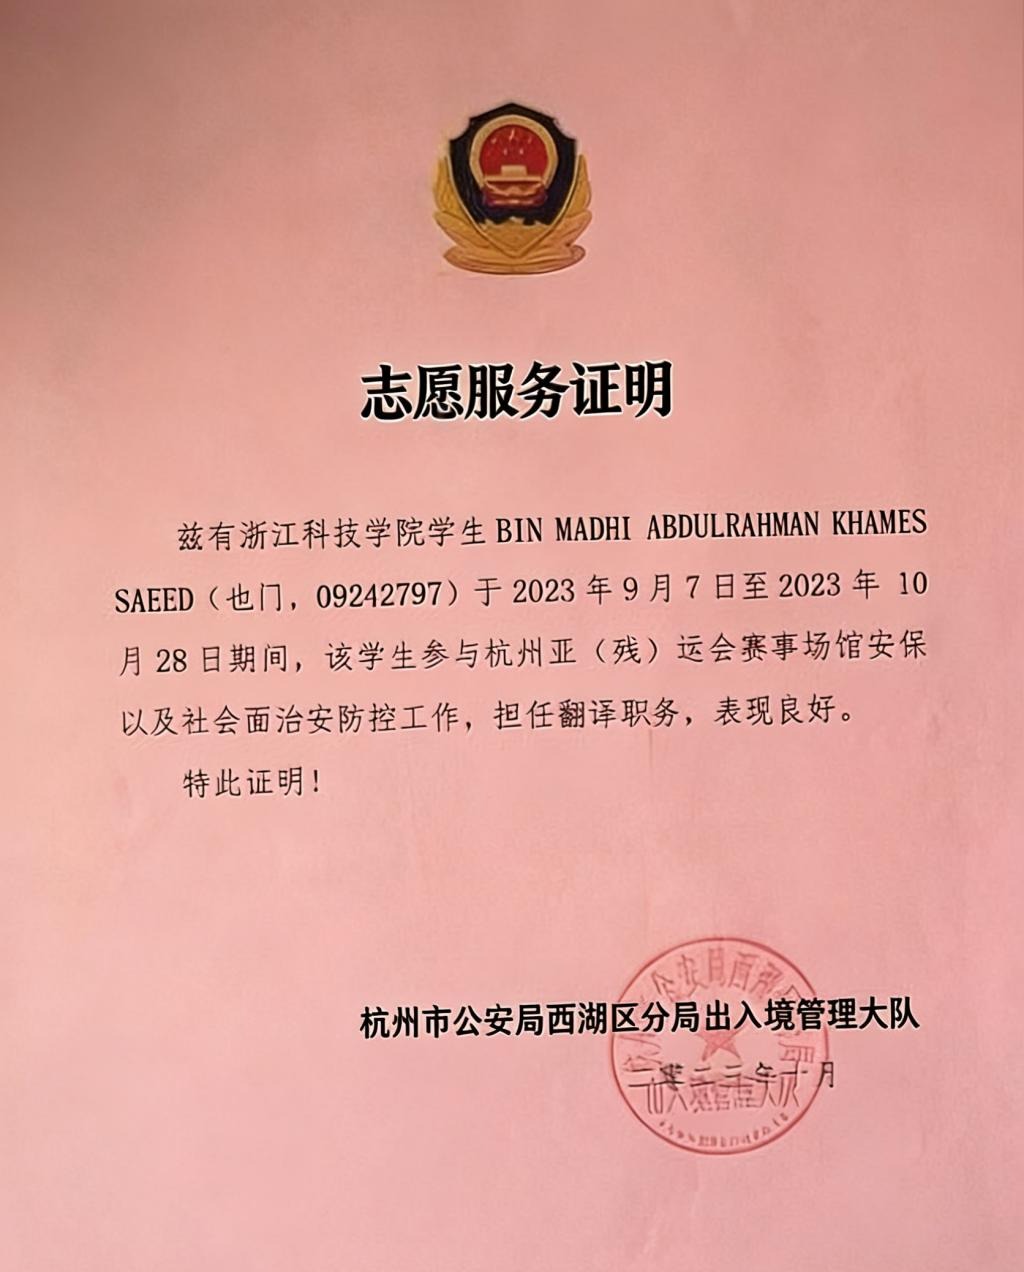 志愿服务证明
兹有浙江科技学院学生 BIN MADHI ABDULRAHMAN KHAMES
SAEED（也门，09242797）于 2023 年 9 月 7 日至 2023 年 10
月 28 日期间，该学生参与杭州亚（残）运会赛事场馆安保
以及社会面治安防控工作，担任翻译职务，表现良好。
特此证明！
杭州市公安局西湖区分局出入境管理大队